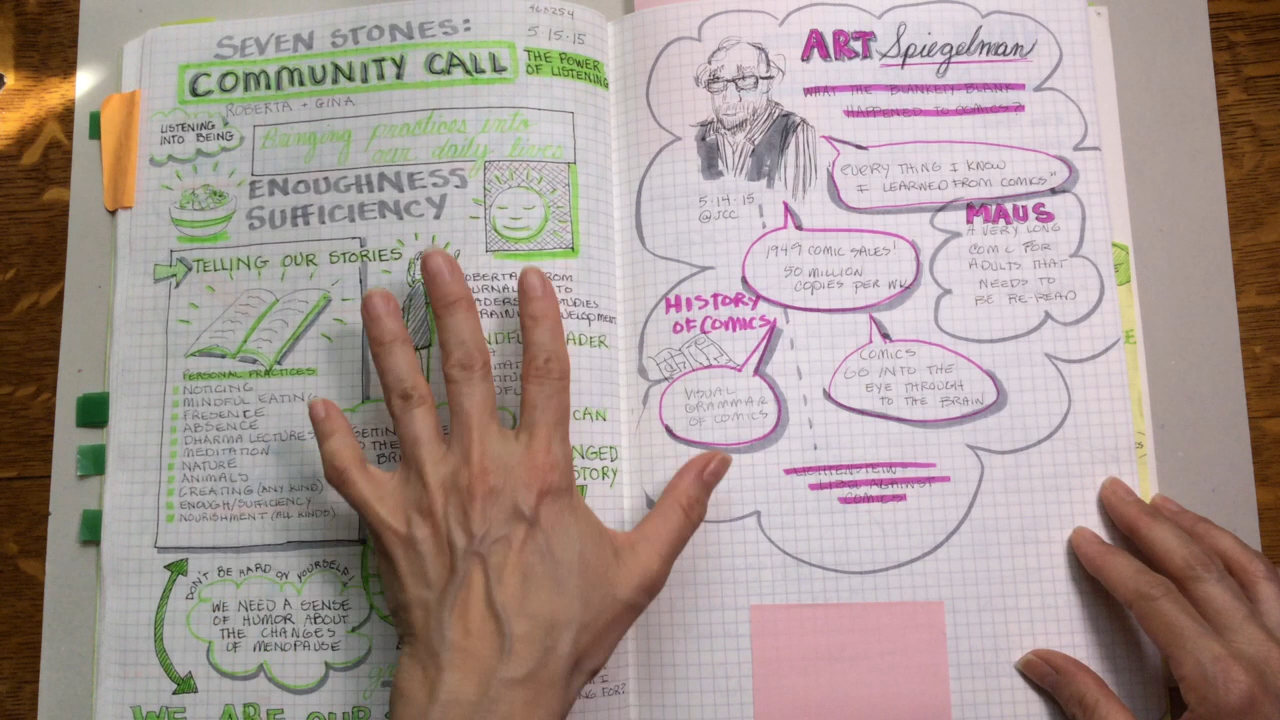 SEVEN STONES:
COMMUNITY CALL
5·15·15
THE POWER
OF LISTENING
ROBERTA + GINA
LISTENING
INTO BEING
Bringing practices into
our daily lives
ENOUGHNESS
SUFFICIENCY
TELLING OUR STORIES
PERSONAL PRACTICES
NOTICING
MINDFUL EATING
PRESENCE
ABSENCE
DHARMA LECTURES
MEDITATION
NATURE
ANIMALS
CREATING (ANY KIND)
ENOUGH/SUFFICIENCY
NOURISHMENT (ALL KINDS)
CAN
DON'T BE HARD ON YOURSELF!
WE NEED A SENSE
OF HUMOR ABOUT
THE CHANGES
OF MENOPAUSE
WE ARE OUR
ART Spiegelman
WHAT THE BLANKETY BLANK
HAPPENED TO COMICS?
"EVERY THING I KNOW
I LEARNED FROM COMICS"
5·14·15
@JCC
MAUS
A VERY LONG
COMIC FOR
ADULTS THAT
NEEDS TO
BE RE-READ
1949 COMIC SALES!
50 MILLION
COPIES PER WK
HISTORY
OF COMICS
VISUAL
GRAMMAR
OF COMICS
COMICS
GO INTO THE
EYE THROUGH
TO THE BRAIN
LICHTENSTEIN
AGAINST
COMICS